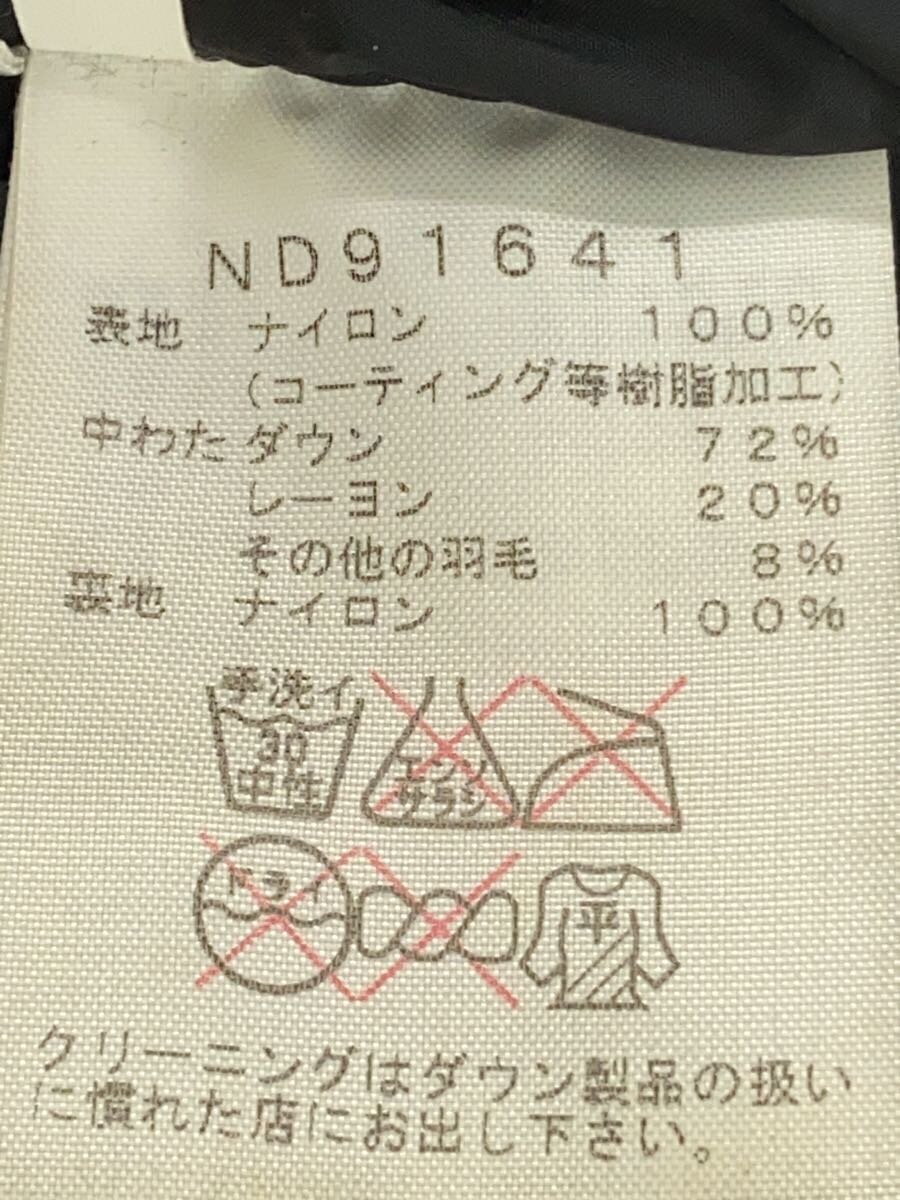 ND91641
表地 ナイロン 100%
(コーティング等樹脂加工)
中わた ダウン 72%
レーヨン 20%
その他の羽毛 8%
裏地 ナイロン 100%
手洗イ
30
中性
エンソ
サラシ
ドライ
平
クリーニングはダウン製品の扱い
に慣れた店にお出し下さい。